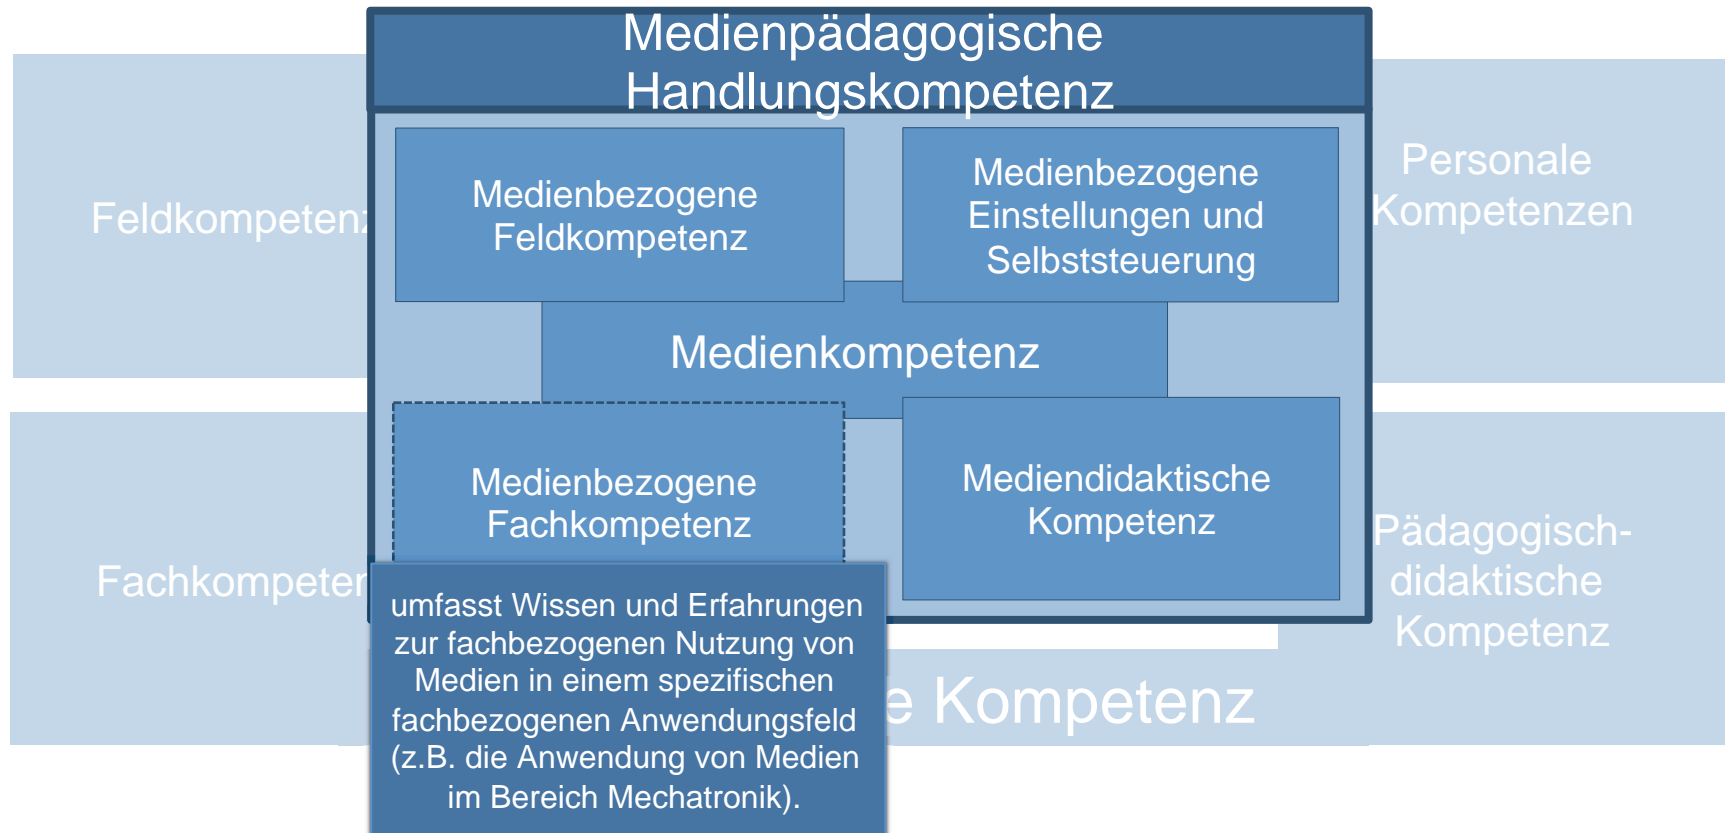 Medienpädagogische
Handlungskompetenz
Feldkompetenz
Medienbezogene
Feldkompetenz
Medienbezogene
Einstellungen und
Selbststeuerung
Personale
Kompetenzen
Medienkompetenz
Fachkompeten
Medienbezogene
Fachkompetenz
Mediendidaktische
Kompetenz
Pädagogisch-
didaktische
Kompetenz
umfasst Wissen und Erfahrungen
zur fachbezogenen Nutzung von
Medien in einem spezifischen
fachbezogenen Anwendungsfeld
(z.B. die Anwendung von Medien
im Bereich Mechatronik).
e Kompetenz